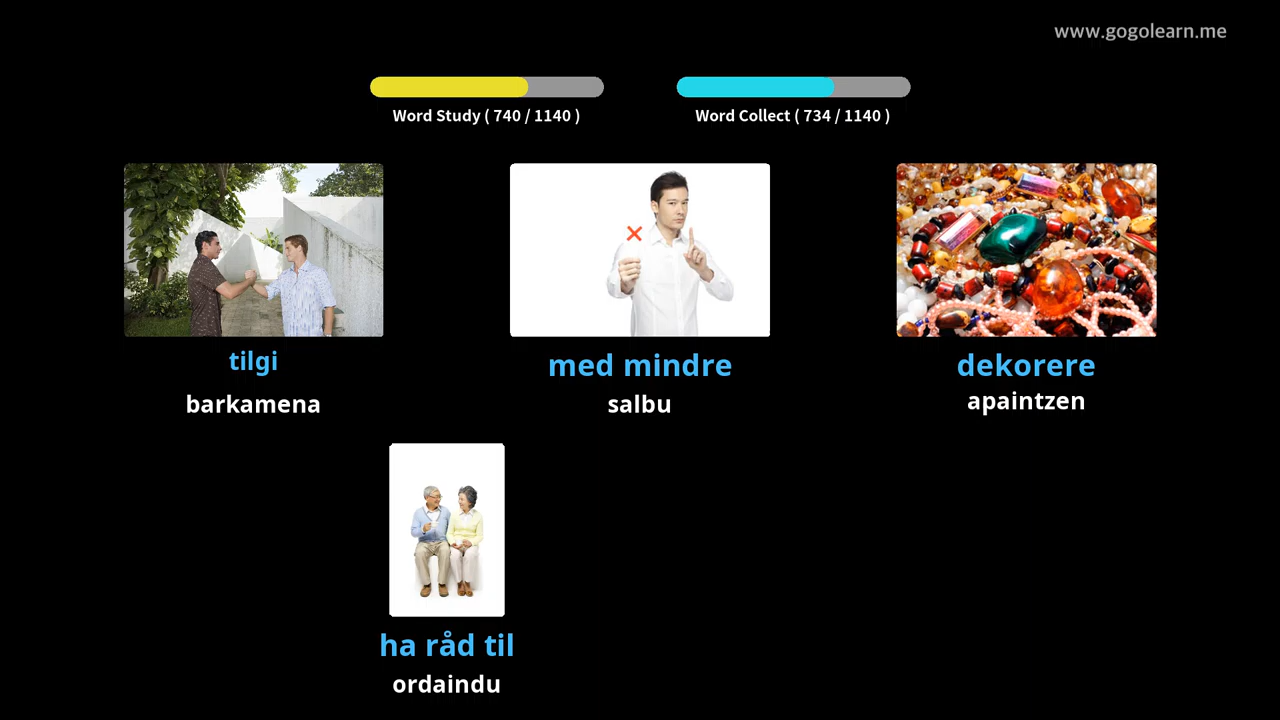 www.gogolearn.me
Word Study ( 740 / 1140 )
Word Collect ( 734 / 1140 )
tilgi
barkamena
med mindre
salbu
dekorere
apaintzen
ha råd til
ordaindu